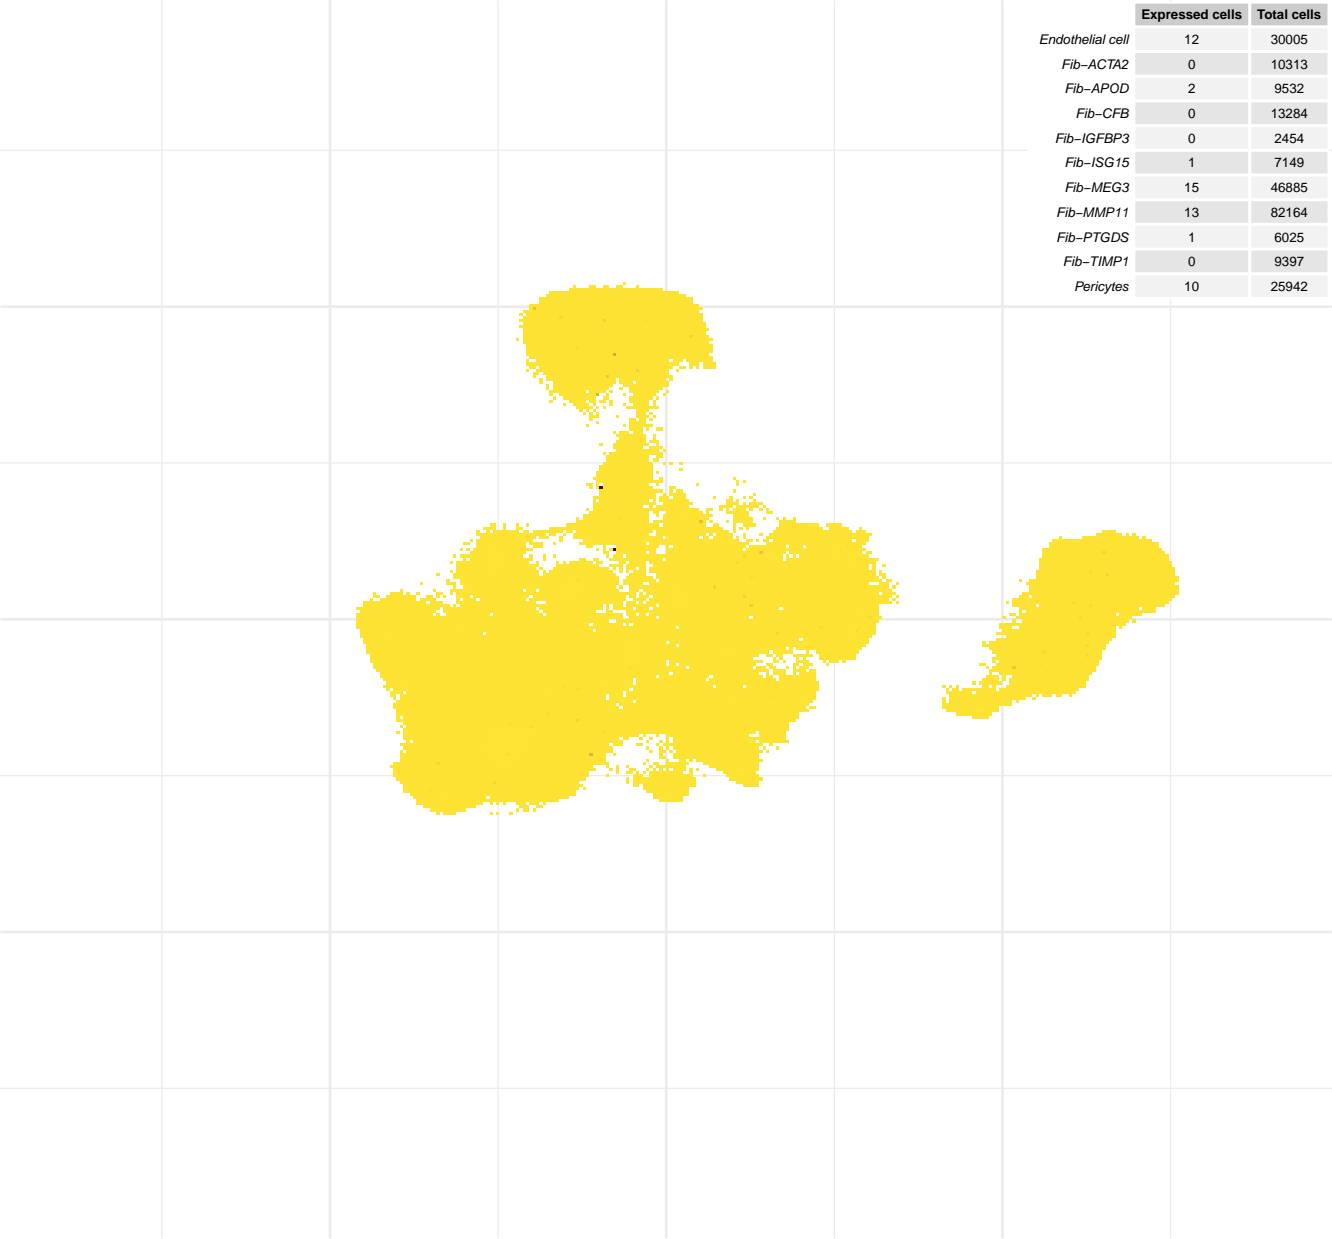 Expressed cells Total cells
Endothelial cell 12 30005
Fib−ACTA2 0 10313
Fib−APOD 2 9532
Fib−CFB 0 13284
Fib−IGFBP3 0 2454
Fib−ISG15 1 7149
Fib−MEG3 15 46885
Fib−MMP11 13 82164
Fib−PTGDS 1 6025
Fib−TIMP1 0 9397
Pericytes 10 25942